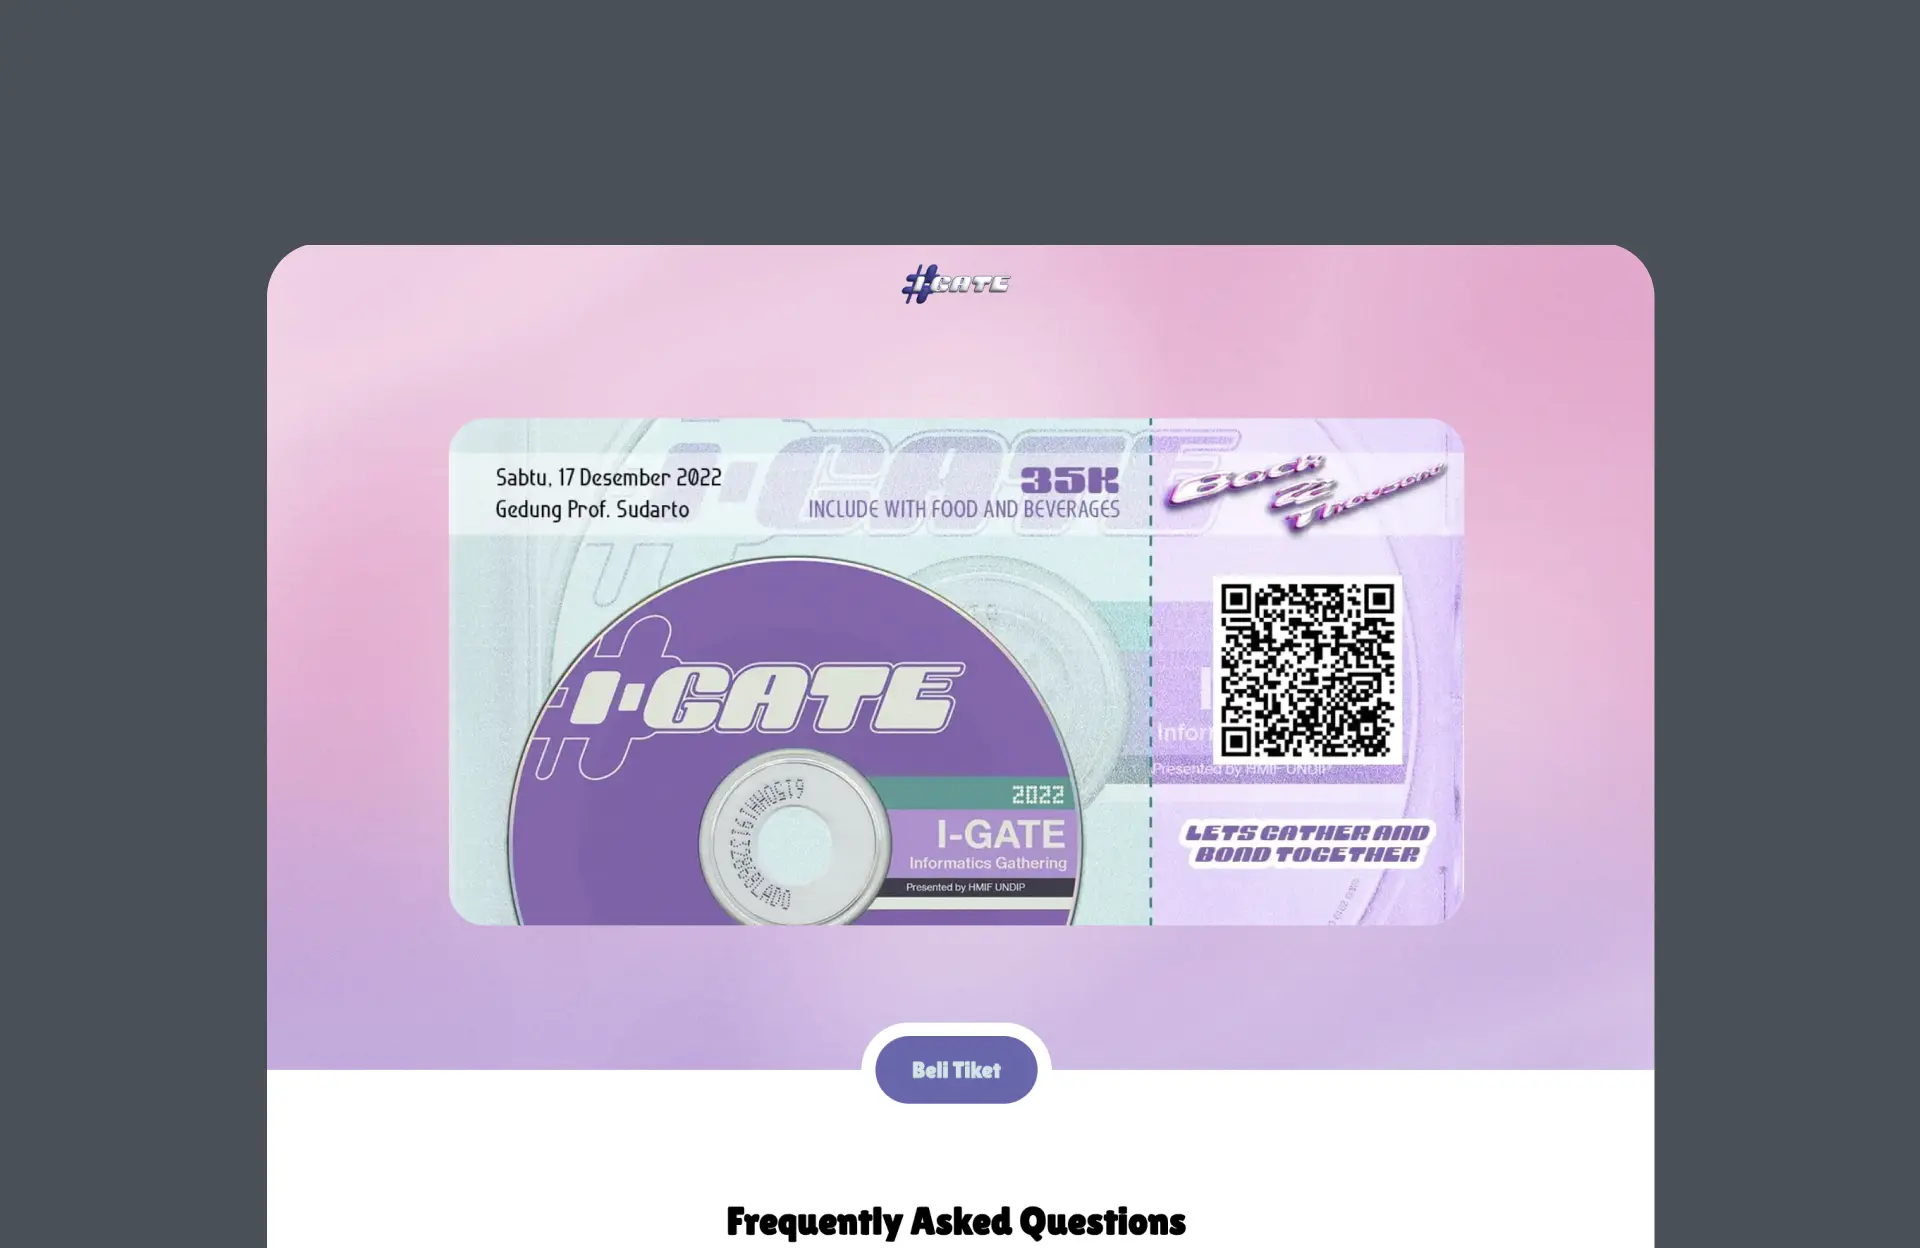 #I-GATE
Sabtu, 17 Desember 2022
Gedung Prof. Sudarto
35K
INCLUDE WITH FOOD AND BEVERAGES
Back
to
Thousand
#I-GATE
2022
I-GATE
Informatics Gathering
Presented by HMIF UNDIP
Presented by HMIF UNDIP
LETS GATHER AND
BOND TOGETHER
Beli Tiket
Frequently Asked Questions